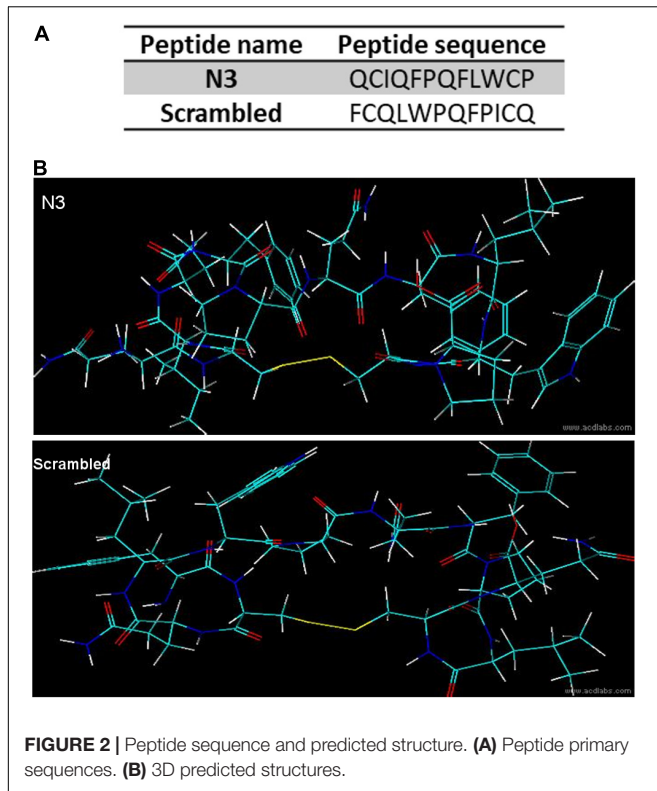 A
Peptide name Peptide sequence
N3 QCIQFPQFLWCP
Scrambled FCQLWPQFPICQ
B
N3
www.acdlabs.com
Scrambled
www.acdlabs.com
FIGURE 2 | Peptide sequence and predicted structure. (A) Peptide primary
sequences. (B) 3D predicted structures.